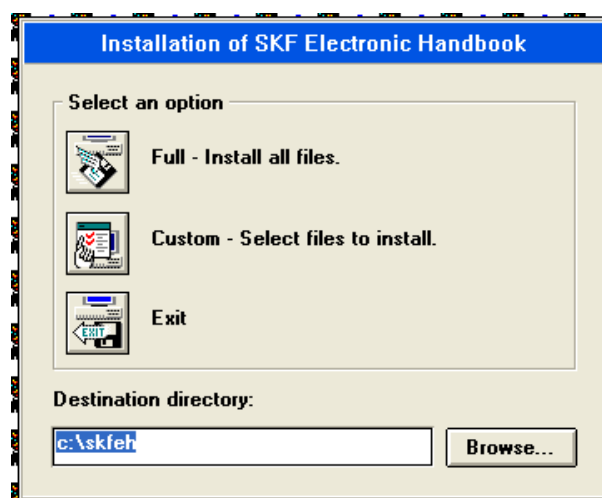 Installation of SKF Electronic Handbook
Select an option
Full - Install all files.
Custom - Select files to install.
EXIT
Exit
Destination directory:
c:\skfeh
Browse...